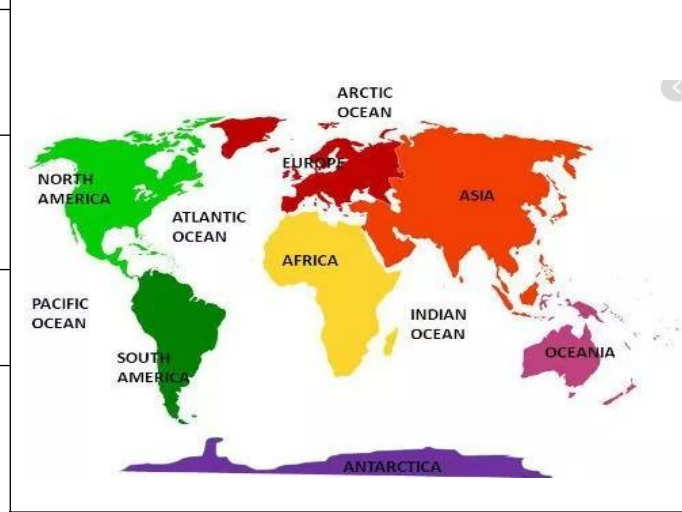 ARCTIC
OCEAN
EUROPE
NORTH
AMERICA
ASIA
ATLANTIC
OCEAN
AFRICA
PACIFIC
OCEAN
INDIAN
OCEAN
SOUTH
AMERICA
OCEANIA
ANTARCTICA